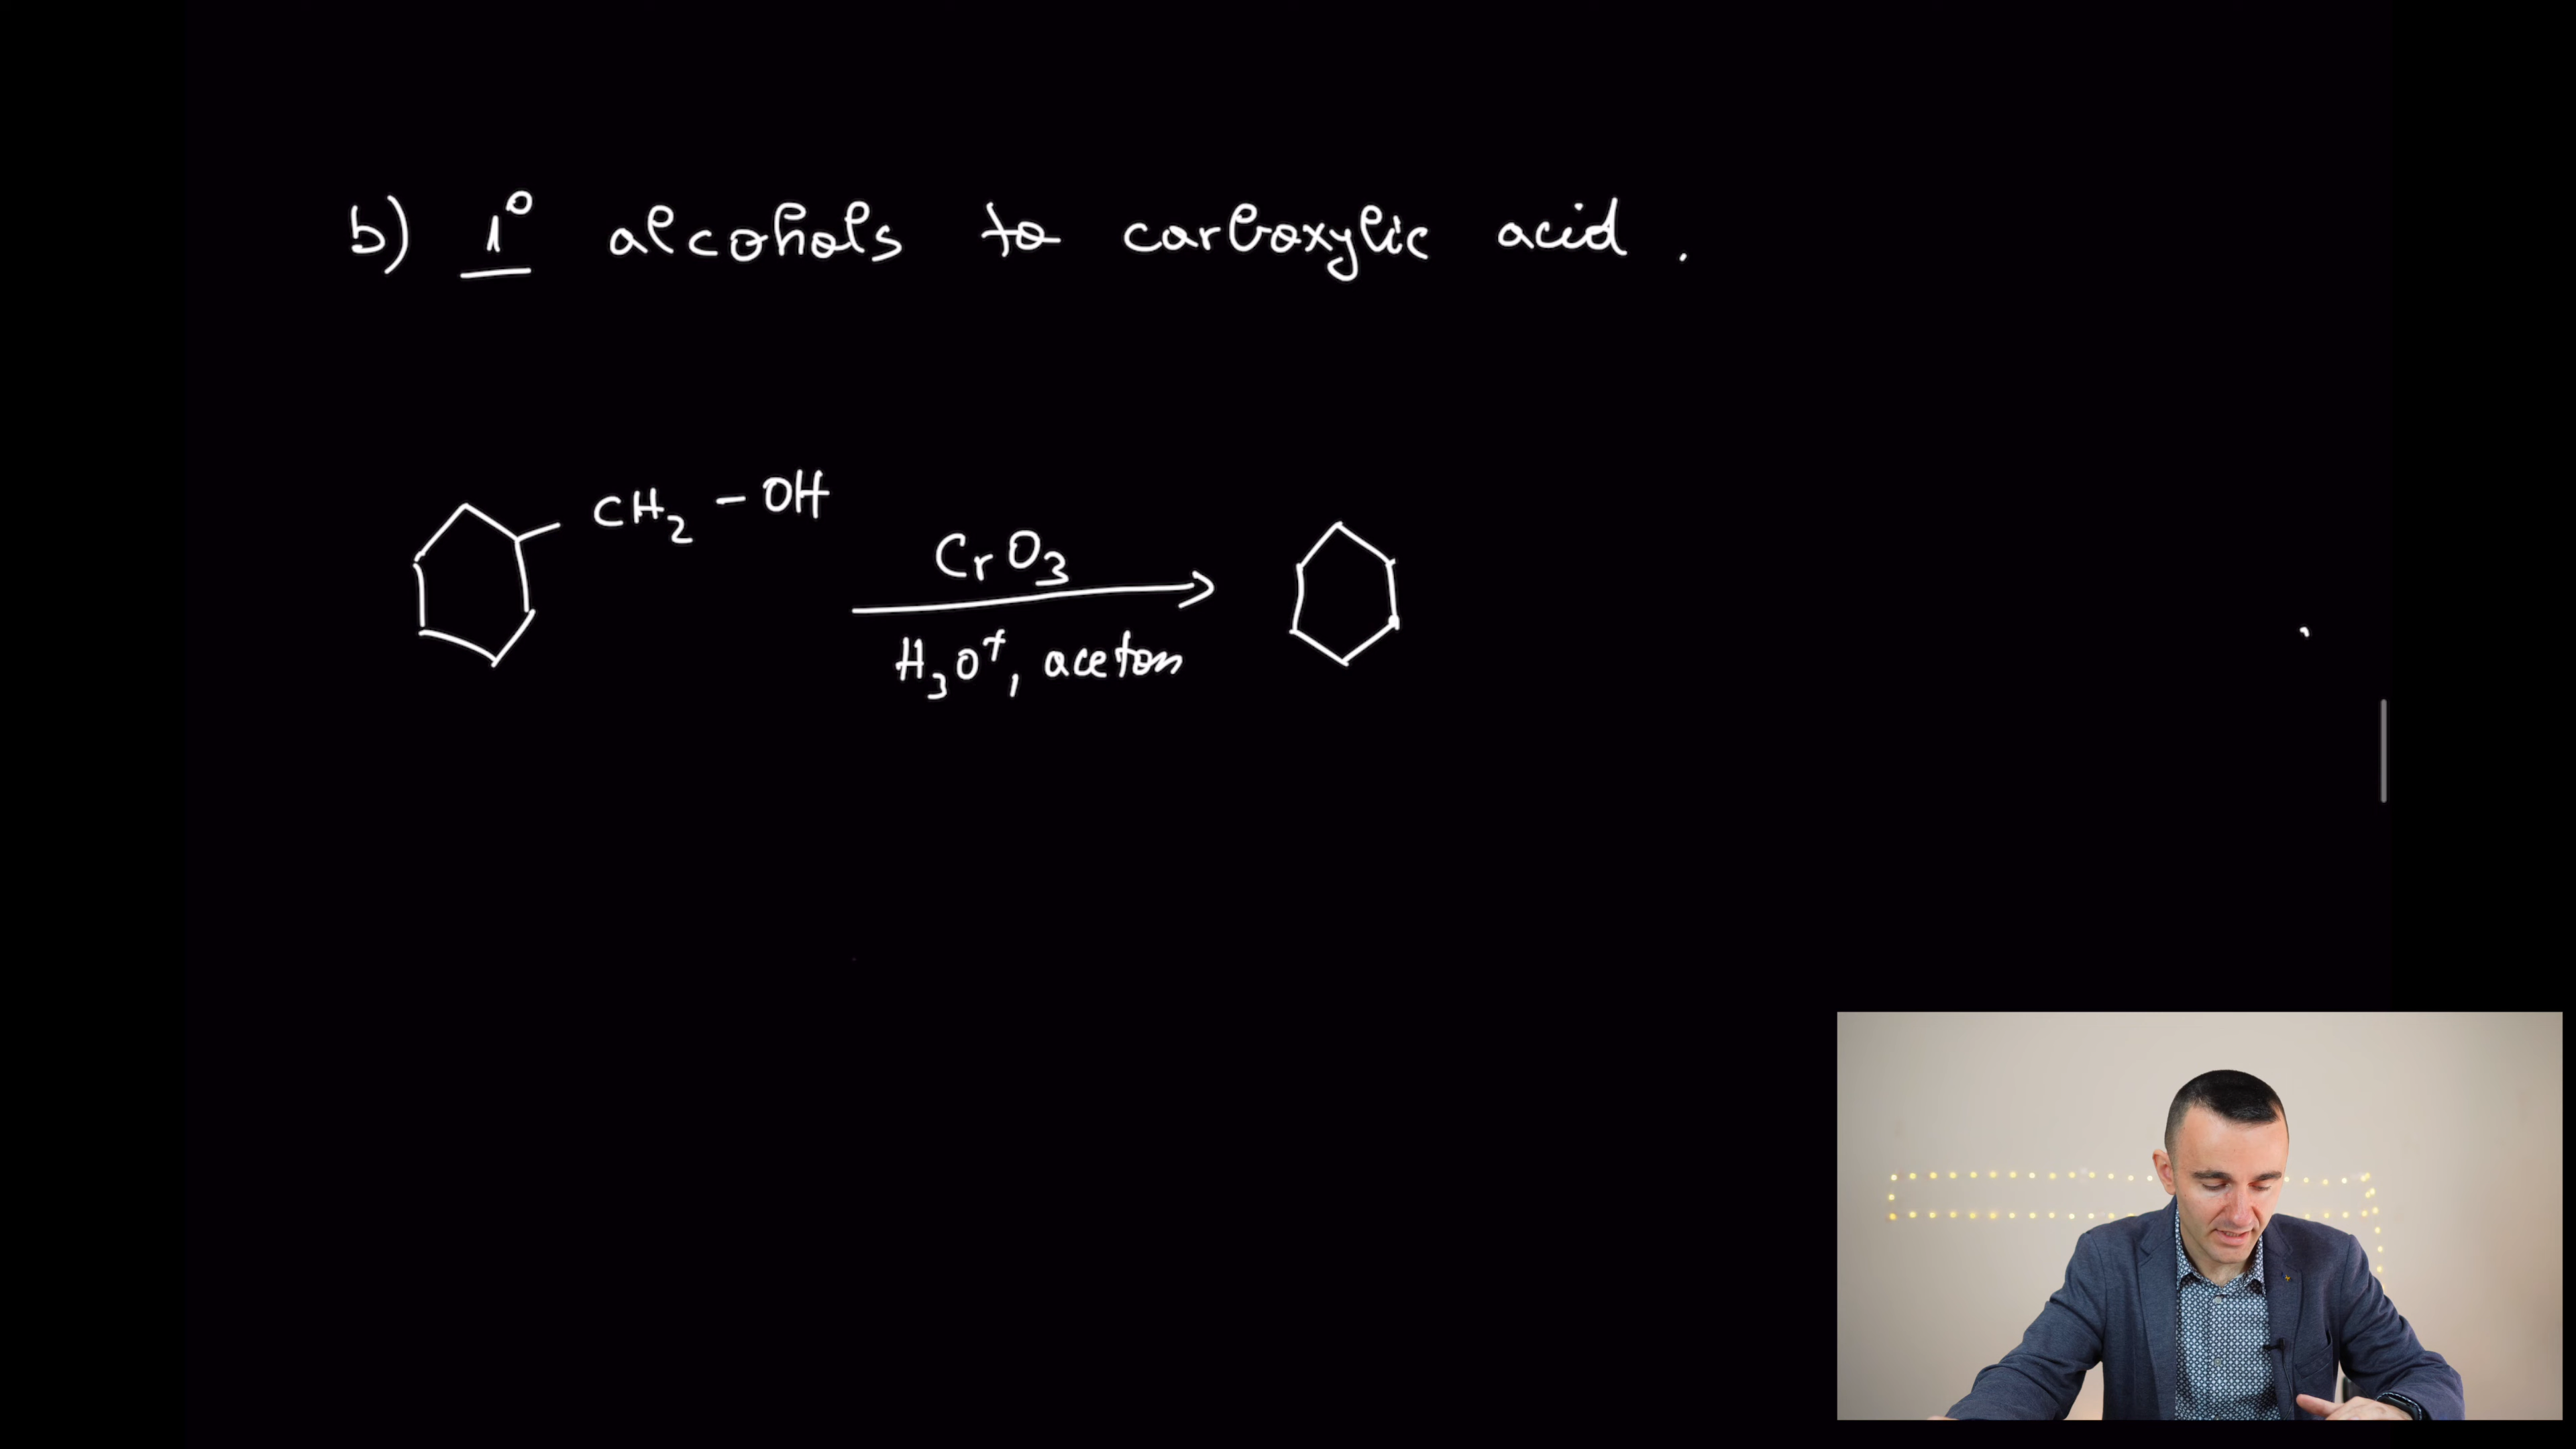 b) 1° alcohols to carboxylic acid .
CH₂ - OH
CrO₃
H₃O⁺, aceton